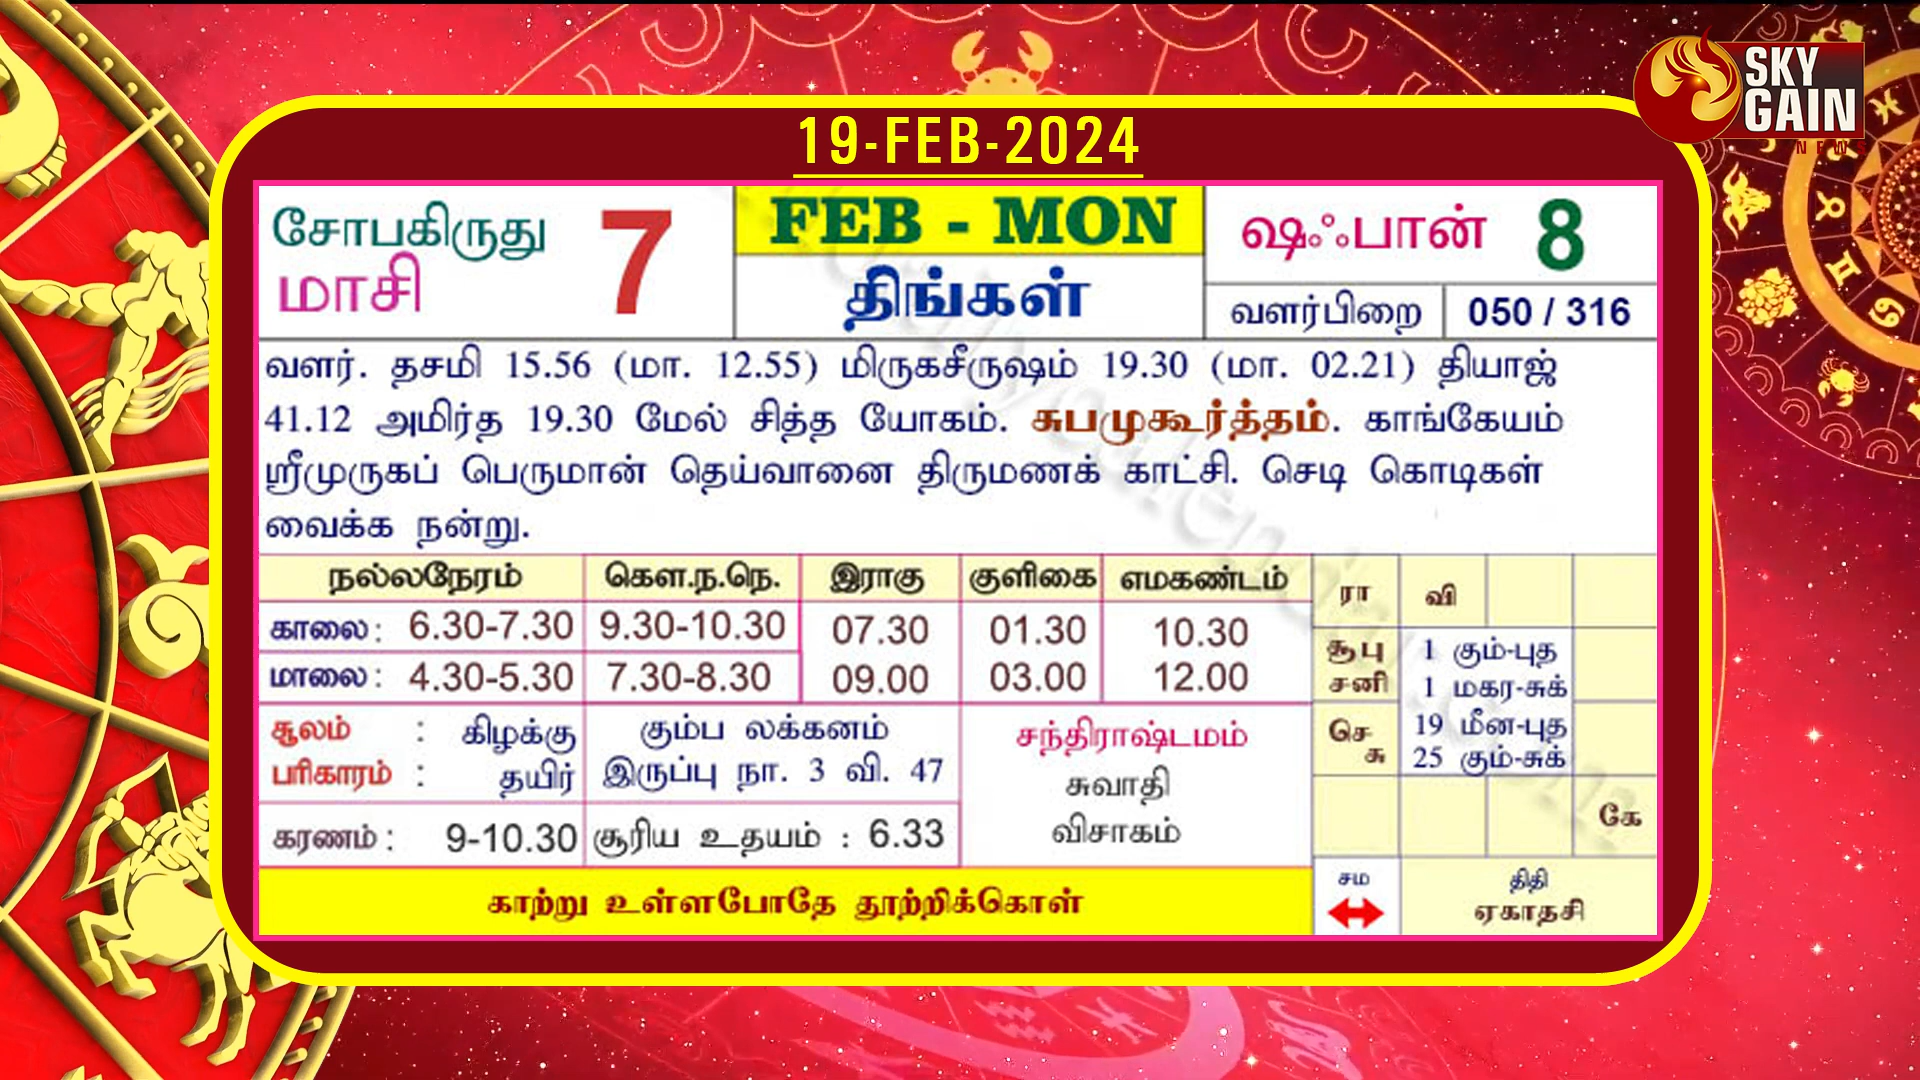 SKY
GAIN
NEWS
19-FEB-2024
சோபகிருது
மாசி
7
FEB - MON
திங்கள்
ஷஃபான் 8
வளர்பிறை 050 / 316
வளர். தசமி 15.56 (மா. 12.55) மிருகசீருஷம் 19.30 (மா. 02.21) தியாஜ்
41.12 அமிர்த 19.30 மேல் சித்த யோகம். சுபமுகூர்த்தம். காங்கேயம்
ஸ்ரீமுருகப் பெருமான் தெய்வானை திருமணக் காட்சி. செடி கொடிகள்
வைக்க நன்று.
நல்லநேரம் கௌ.ந.நெ. இராகு குளிகை எமகண்டம்
காலை : 6.30-7.30 9.30-10.30 07.30 01.30 10.30
மாலை : 4.30-5.30 7.30-8.30 09.00 03.00 12.00
சூலம் : கிழக்கு
பரிகாரம் : தயிர்
கும்ப லக்கனம்
இருப்பு நா. 3 வி. 47
சந்திராஷ்டமம்
சுவாதி
விசாகம்
கரணம் : 9-10.30 சூரிய உதயம் : 6.33
காற்று உள்ளபோதே தூற்றிக்கொள்
ரா வி
சூ பு
சனி
1 கும்-புத
1 மகர-சுக்
செ
சு
19 மீன-புத
25 கும்-சுக்
கே
சம
திதி
ஏகாதசி